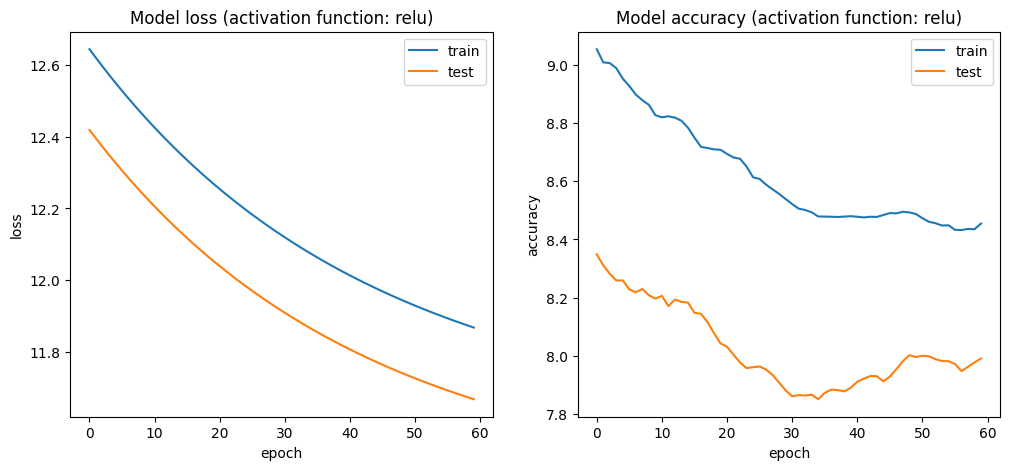 Model loss (activation function: relu)
train
test
12.6
12.4
12.2
12.0
11.8
loss
0 10 20 30 40 50 60
epoch
Model accuracy (activation function: relu)
train
test
9.0
8.8
8.6
8.4
8.2
8.0
7.8
accuracy
0 10 20 30 40 50 60
epoch